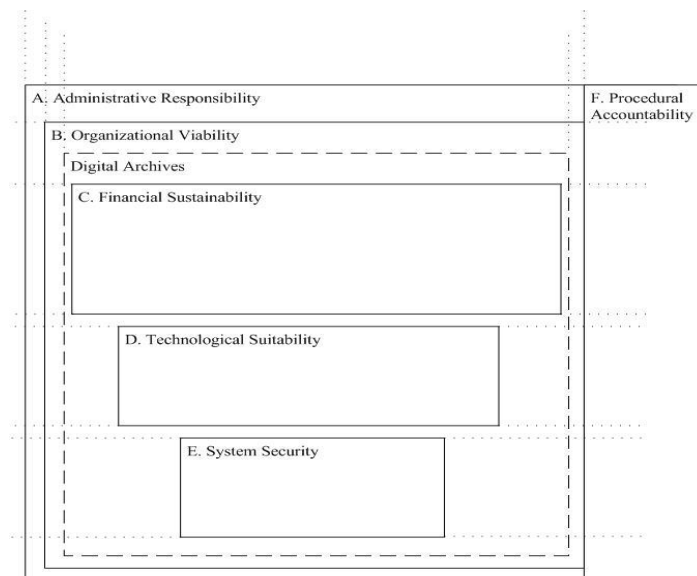 A. Administrative Responsibility
F. Procedural
Accountability
B. Organizational Viability
Digital Archives
C. Financial Sustainability
D. Technological Suitability
E. System Security